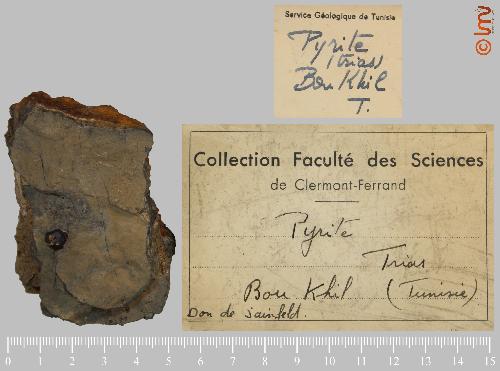 Service Géologique de Tunisie
Pyrite
(trias)
Bou Khil
T.
Collection Faculté des Sciences
de Clermont-Ferrand
Pyrite
Trias
Bou Khil (Tunisie)
Don de Sainfeld.
0 1 2 3 4 5 6 7 8 9 10 11 12 13 14 15